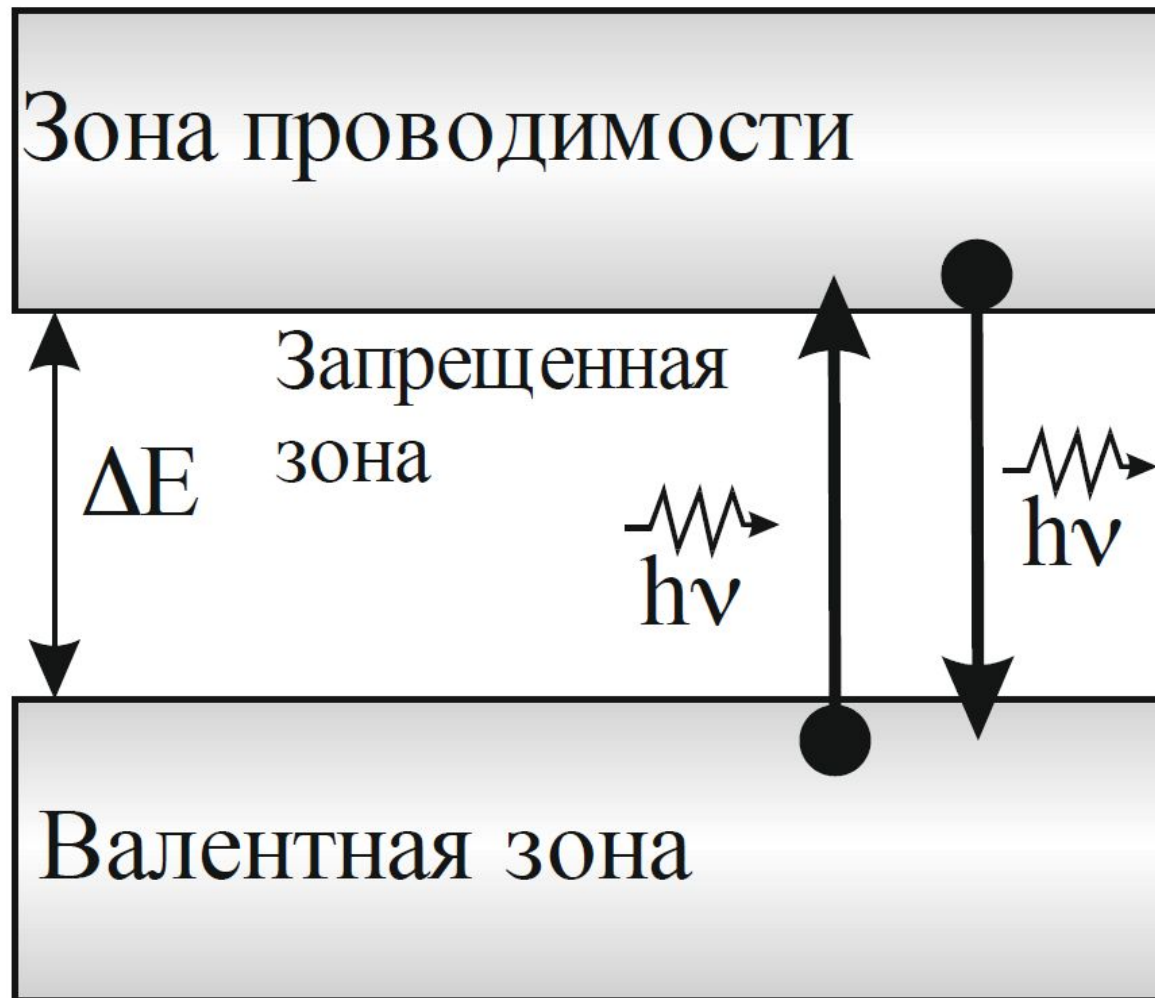 Зона проводимости
Запрещенная
зона
ΔE
hν
hν
Валентная зона